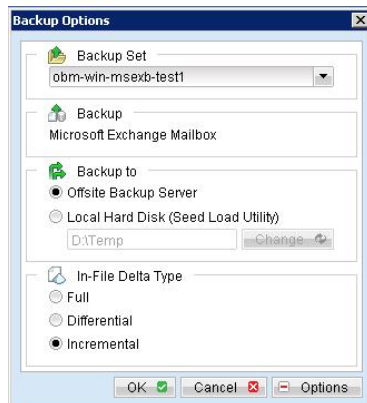 Backup Options
Backup Set
obm-win-msexb-test1
Backup
Microsoft Exchange Mailbox
Backup to
Offsite Backup Server
Local Hard Disk (Seed Load Utility)
D:\Temp Change
In-File Delta Type
Full
Differential
Incremental
OK Cancel Options